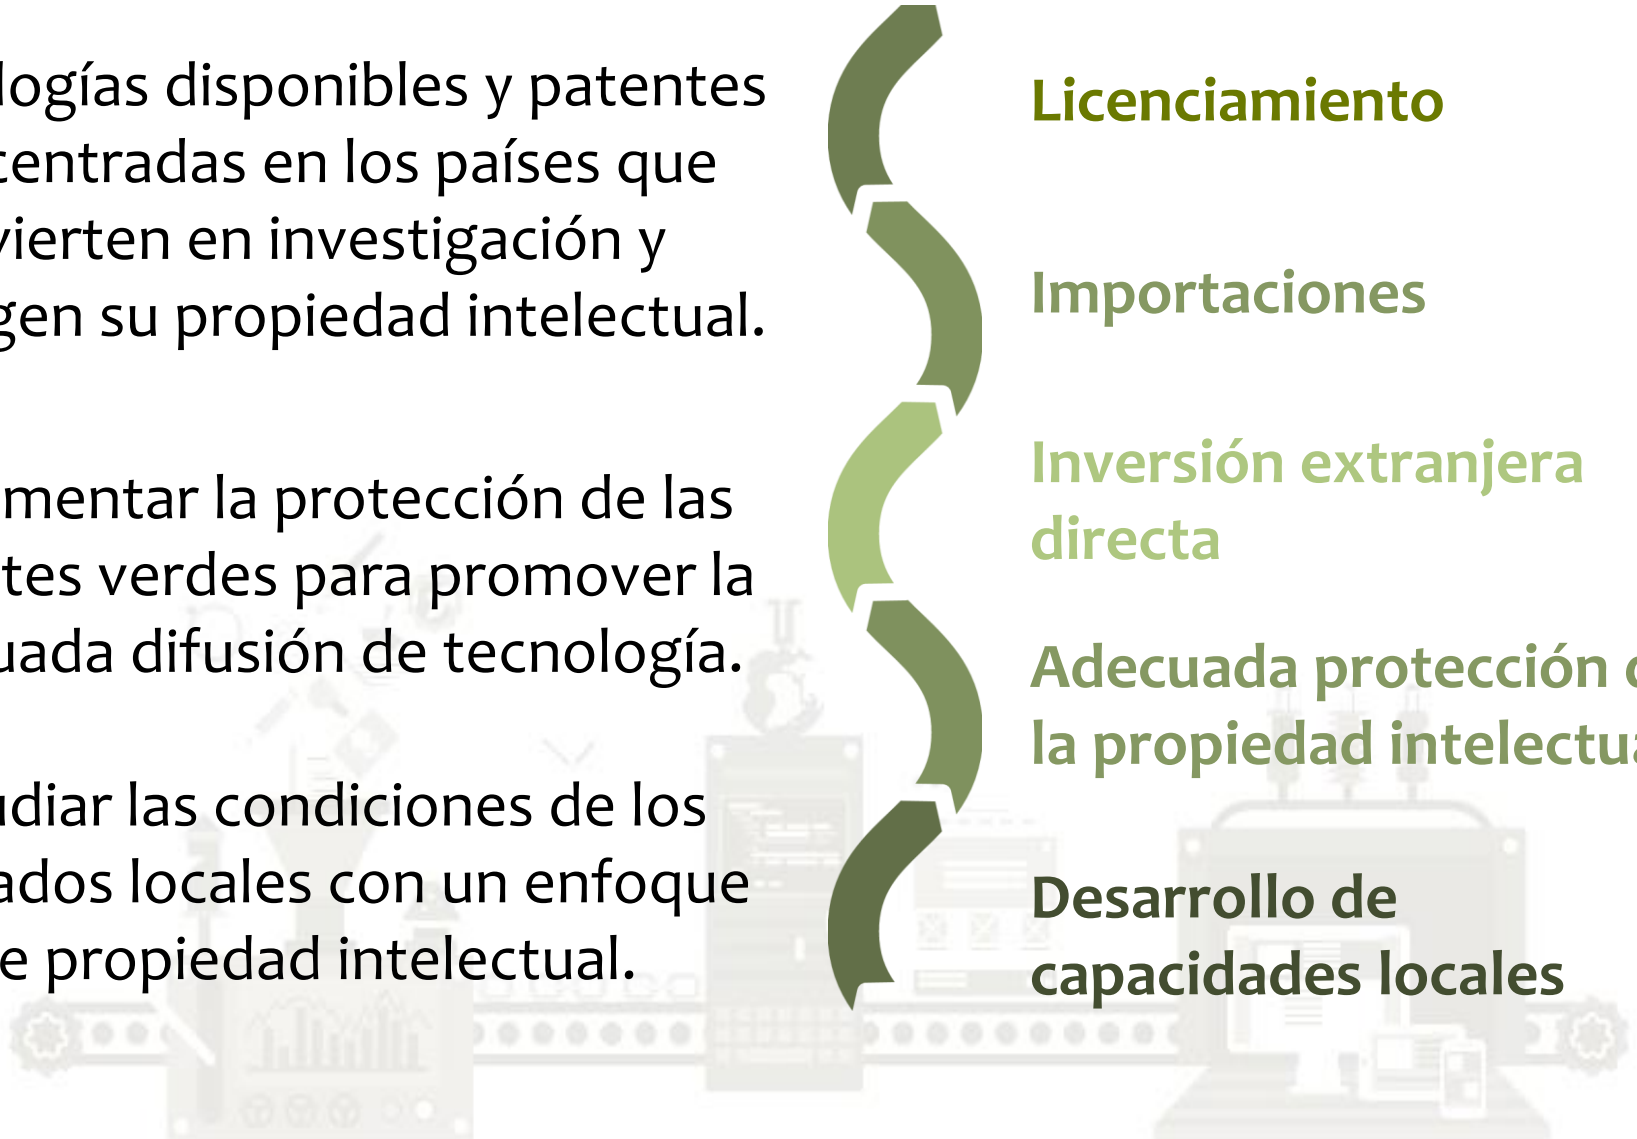 logías disponibles y patentes
centradas en los países que
vierten en investigación y
gen su propiedad intelectual.
mentar la protección de las
tes verdes para promover la
uada difusión de tecnología.
udiar las condiciones de los
ados locales con un enfoque
e propiedad intelectual.
Licenciamiento
Importaciones
Inversión extranjera
directa
Adecuada protección
la propiedad intelectu
Desarrollo de
capacidades locales